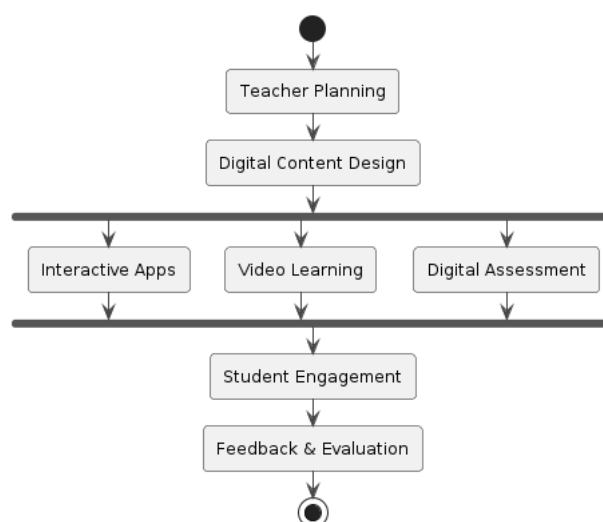 Teacher Planning
Digital Content Design
Interactive Apps
Video Learning
Digital Assessment
Student Engagement
Feedback & Evaluation